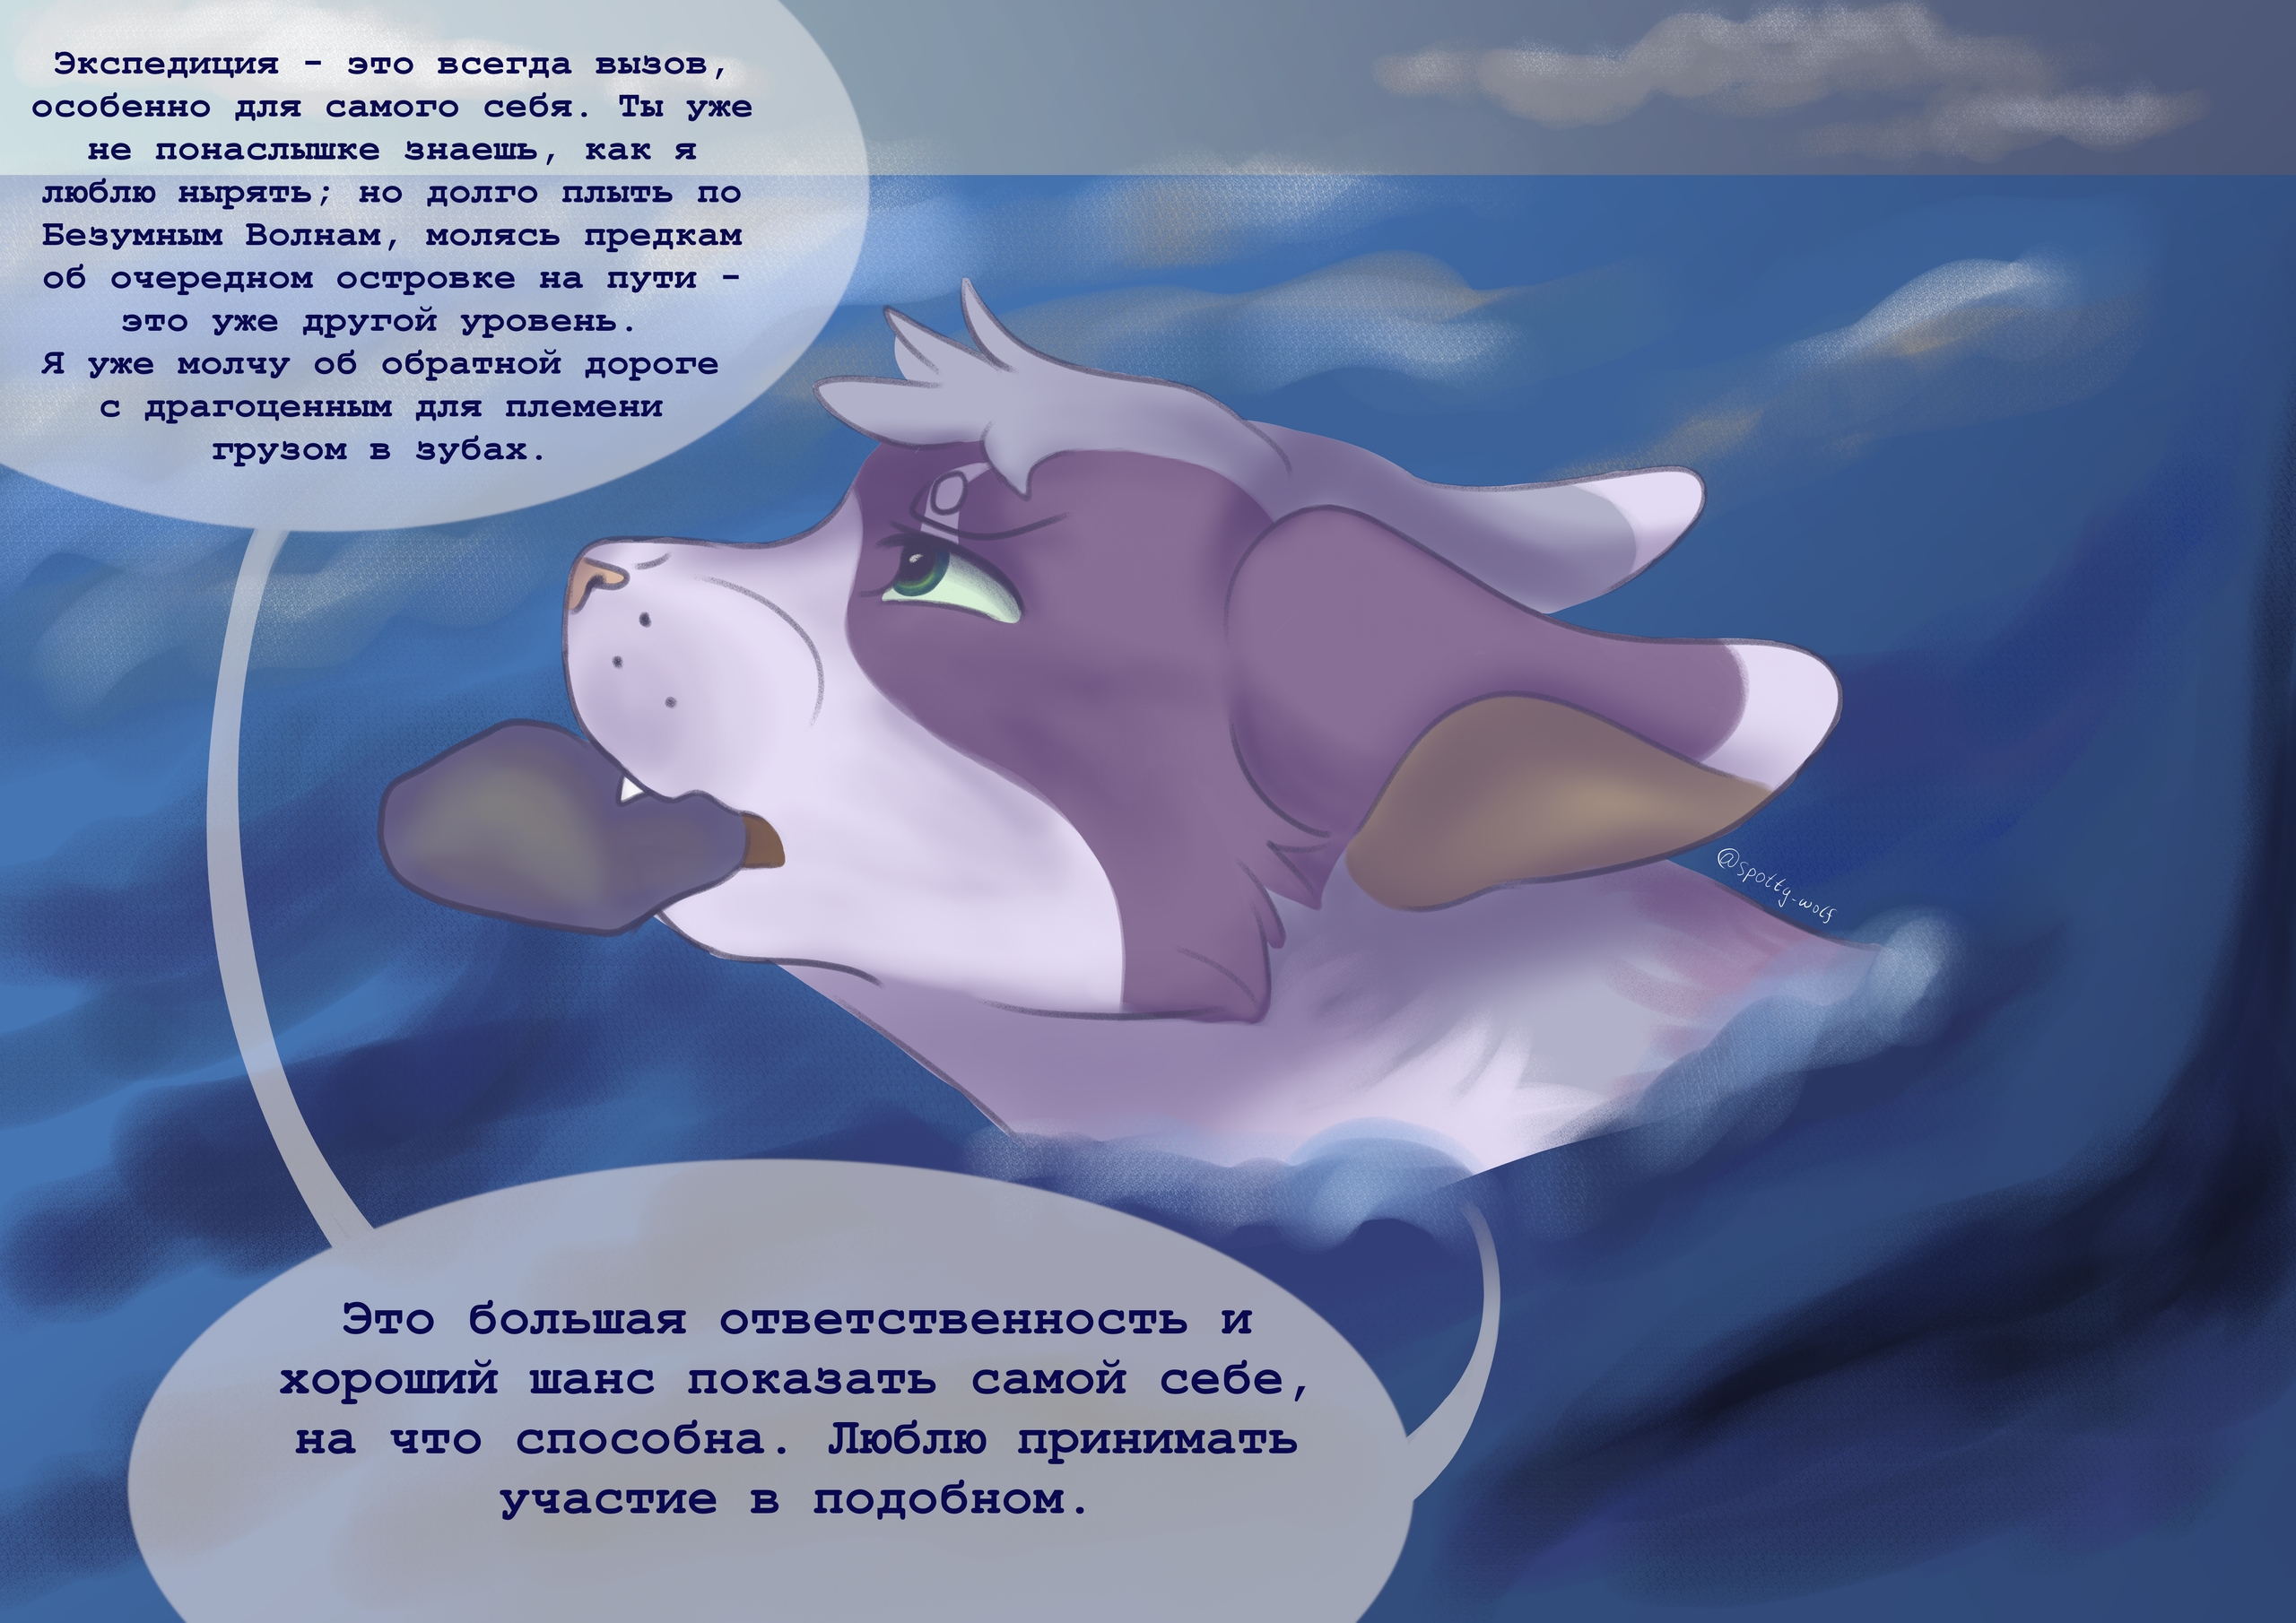 Экспедиция - это всегда вызов,
особенно для самого себя. Ты уже
не понаслышке знаешь, как я
люблю нырять; но долго плыть по
Безумным Волнам, молясь предкам
об очередном островке на пути -
это уже другой уровень.
Я уже молчу об обратной дороге
с драгоценным для племени
грузом в зубах.
@spotty_wolf
Это большая ответственность и
хороший шанс показать самой себе,
на что способна. Люблю принимать
участие в подобном.